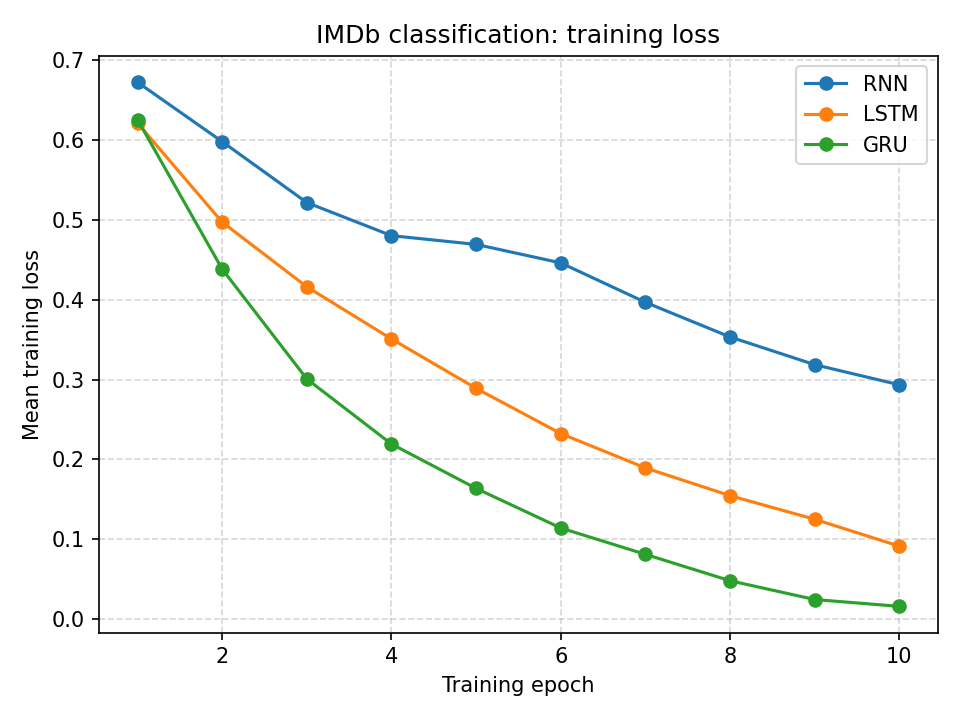 IMDb classification: training loss
RNN
LSTM
GRU
Mean training loss
0.7
0.6
0.5
0.4
0.3
0.2
0.1
0.0
2 4 6 8 10
Training epoch